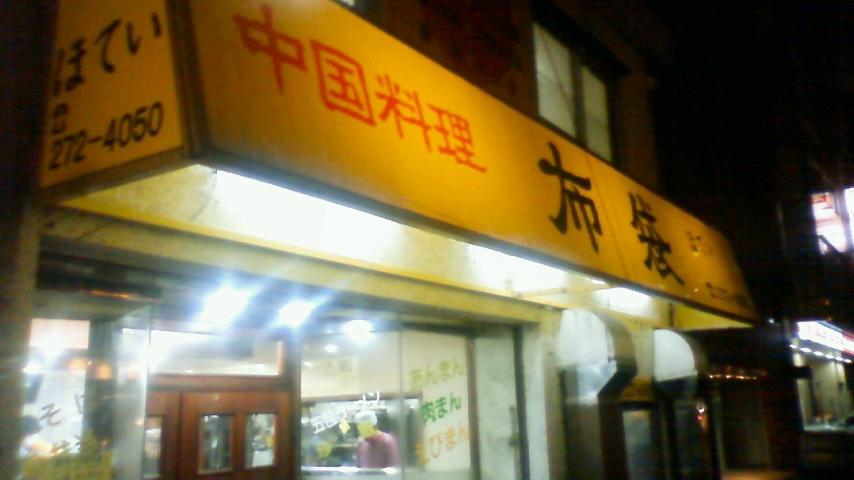 ほてい
☎
272-4050
中国料理
布袋
あんまん
肉まん
えびまん